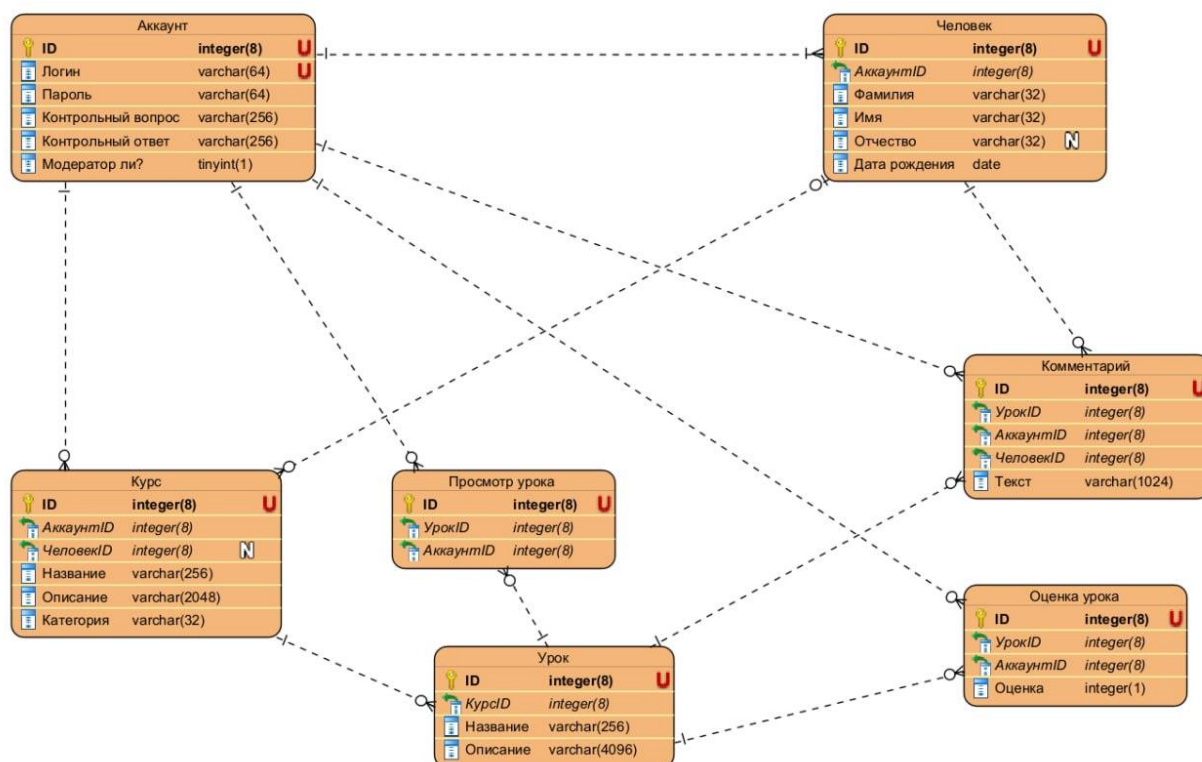 Аккаунт
ID integer(8) U
Логин varchar(64) U
Пароль varchar(64)
Контрольный вопрос varchar(256)
Контрольный ответ varchar(256)
Модератор ли? tinyint(1)
Человек
ID integer(8) U
АккаунтID integer(8)
Фамилия varchar(32)
Имя varchar(32)
Отчество varchar(32) N
Дата рождения date
Комментарий
ID integer(8) U
УрокID integer(8)
АккаунтID integer(8)
ЧеловекID integer(8)
Текст varchar(1024)
Курс
ID integer(8) U
АккаунтID integer(8)
ЧеловекID integer(8) N
Название varchar(256)
Описание varchar(2048)
Категория varchar(32)
Просмотр урока
ID integer(8) U
УрокID integer(8)
АккаунтID integer(8)
Оценка урока
ID integer(8) U
УрокID integer(8)
АккаунтID integer(8)
Оценка integer(1)
Урок
ID integer(8) U
КурсID integer(8)
Название varchar(256)
Описание varchar(4096)